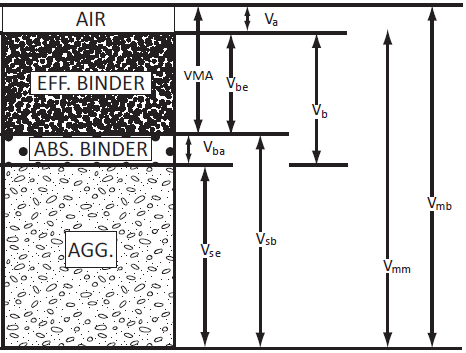 AIR
Va
EFF. BINDER
VMA
Vbe
Vb
ABS. BINDER
Vba
Vmb
AGG.
Vse
Vsb
Vmm